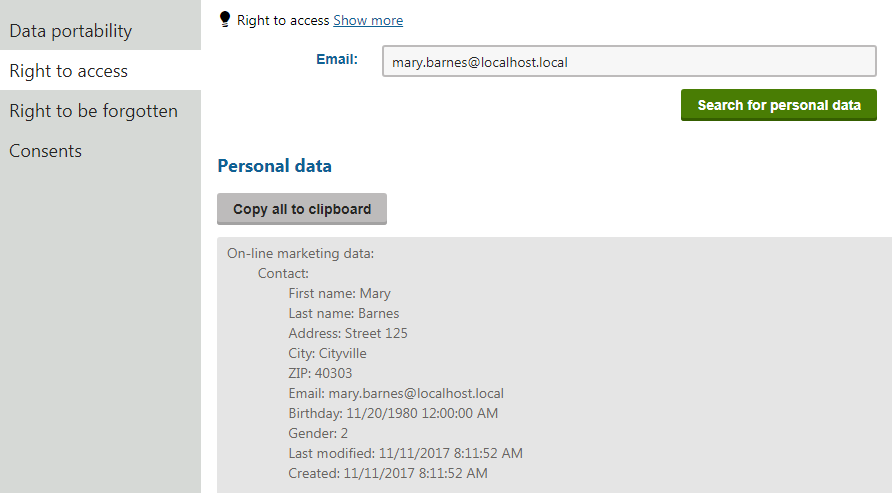 Data portability
Right to access
Right to be forgotten
Consents
Right to access Show more
Email: mary.barnes@localhost.local
Search for personal data
Personal data
Copy all to clipboard
On-line marketing data:
Contact:
First name: Mary
Last name: Barnes
Address: Street 125
City: Cityville
ZIP: 40303
Email: mary.barnes@localhost.local
Birthday: 11/20/1980 12:00:00 AM
Gender: 2
Last modified: 11/11/2017 8:11:52 AM
Created: 11/11/2017 8:11:52 AM